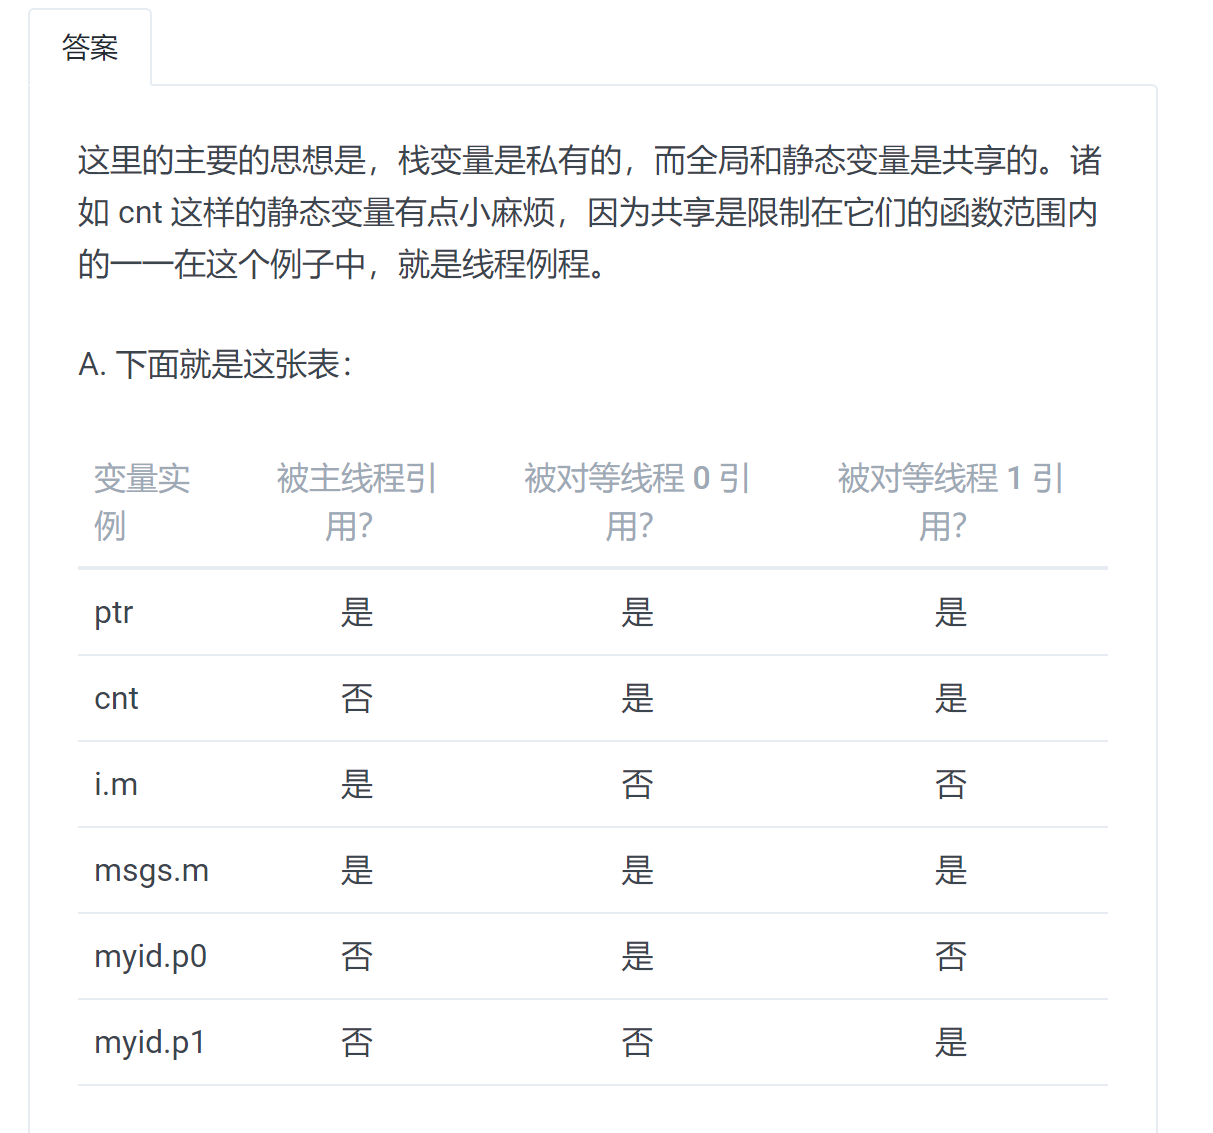 答案
这里的主要的思想是，栈变量是私有的，而全局和静态变量是共享的。诸
如 cnt 这样的静态变量有点小麻烦，因为共享是限制在它们的函数范围内
的一一在这个例子中，就是线程例程。
A. 下面就是这张表：
变量实例 被主线程引用？ 被对等线程 0 引用？ 被对等线程 1 引用？
ptr 是 是 是
cnt 否 是 是
i.m 是 否 否
msgs.m 是 是 是
myid.p0 否 是 否
myid.p1 否 否 是